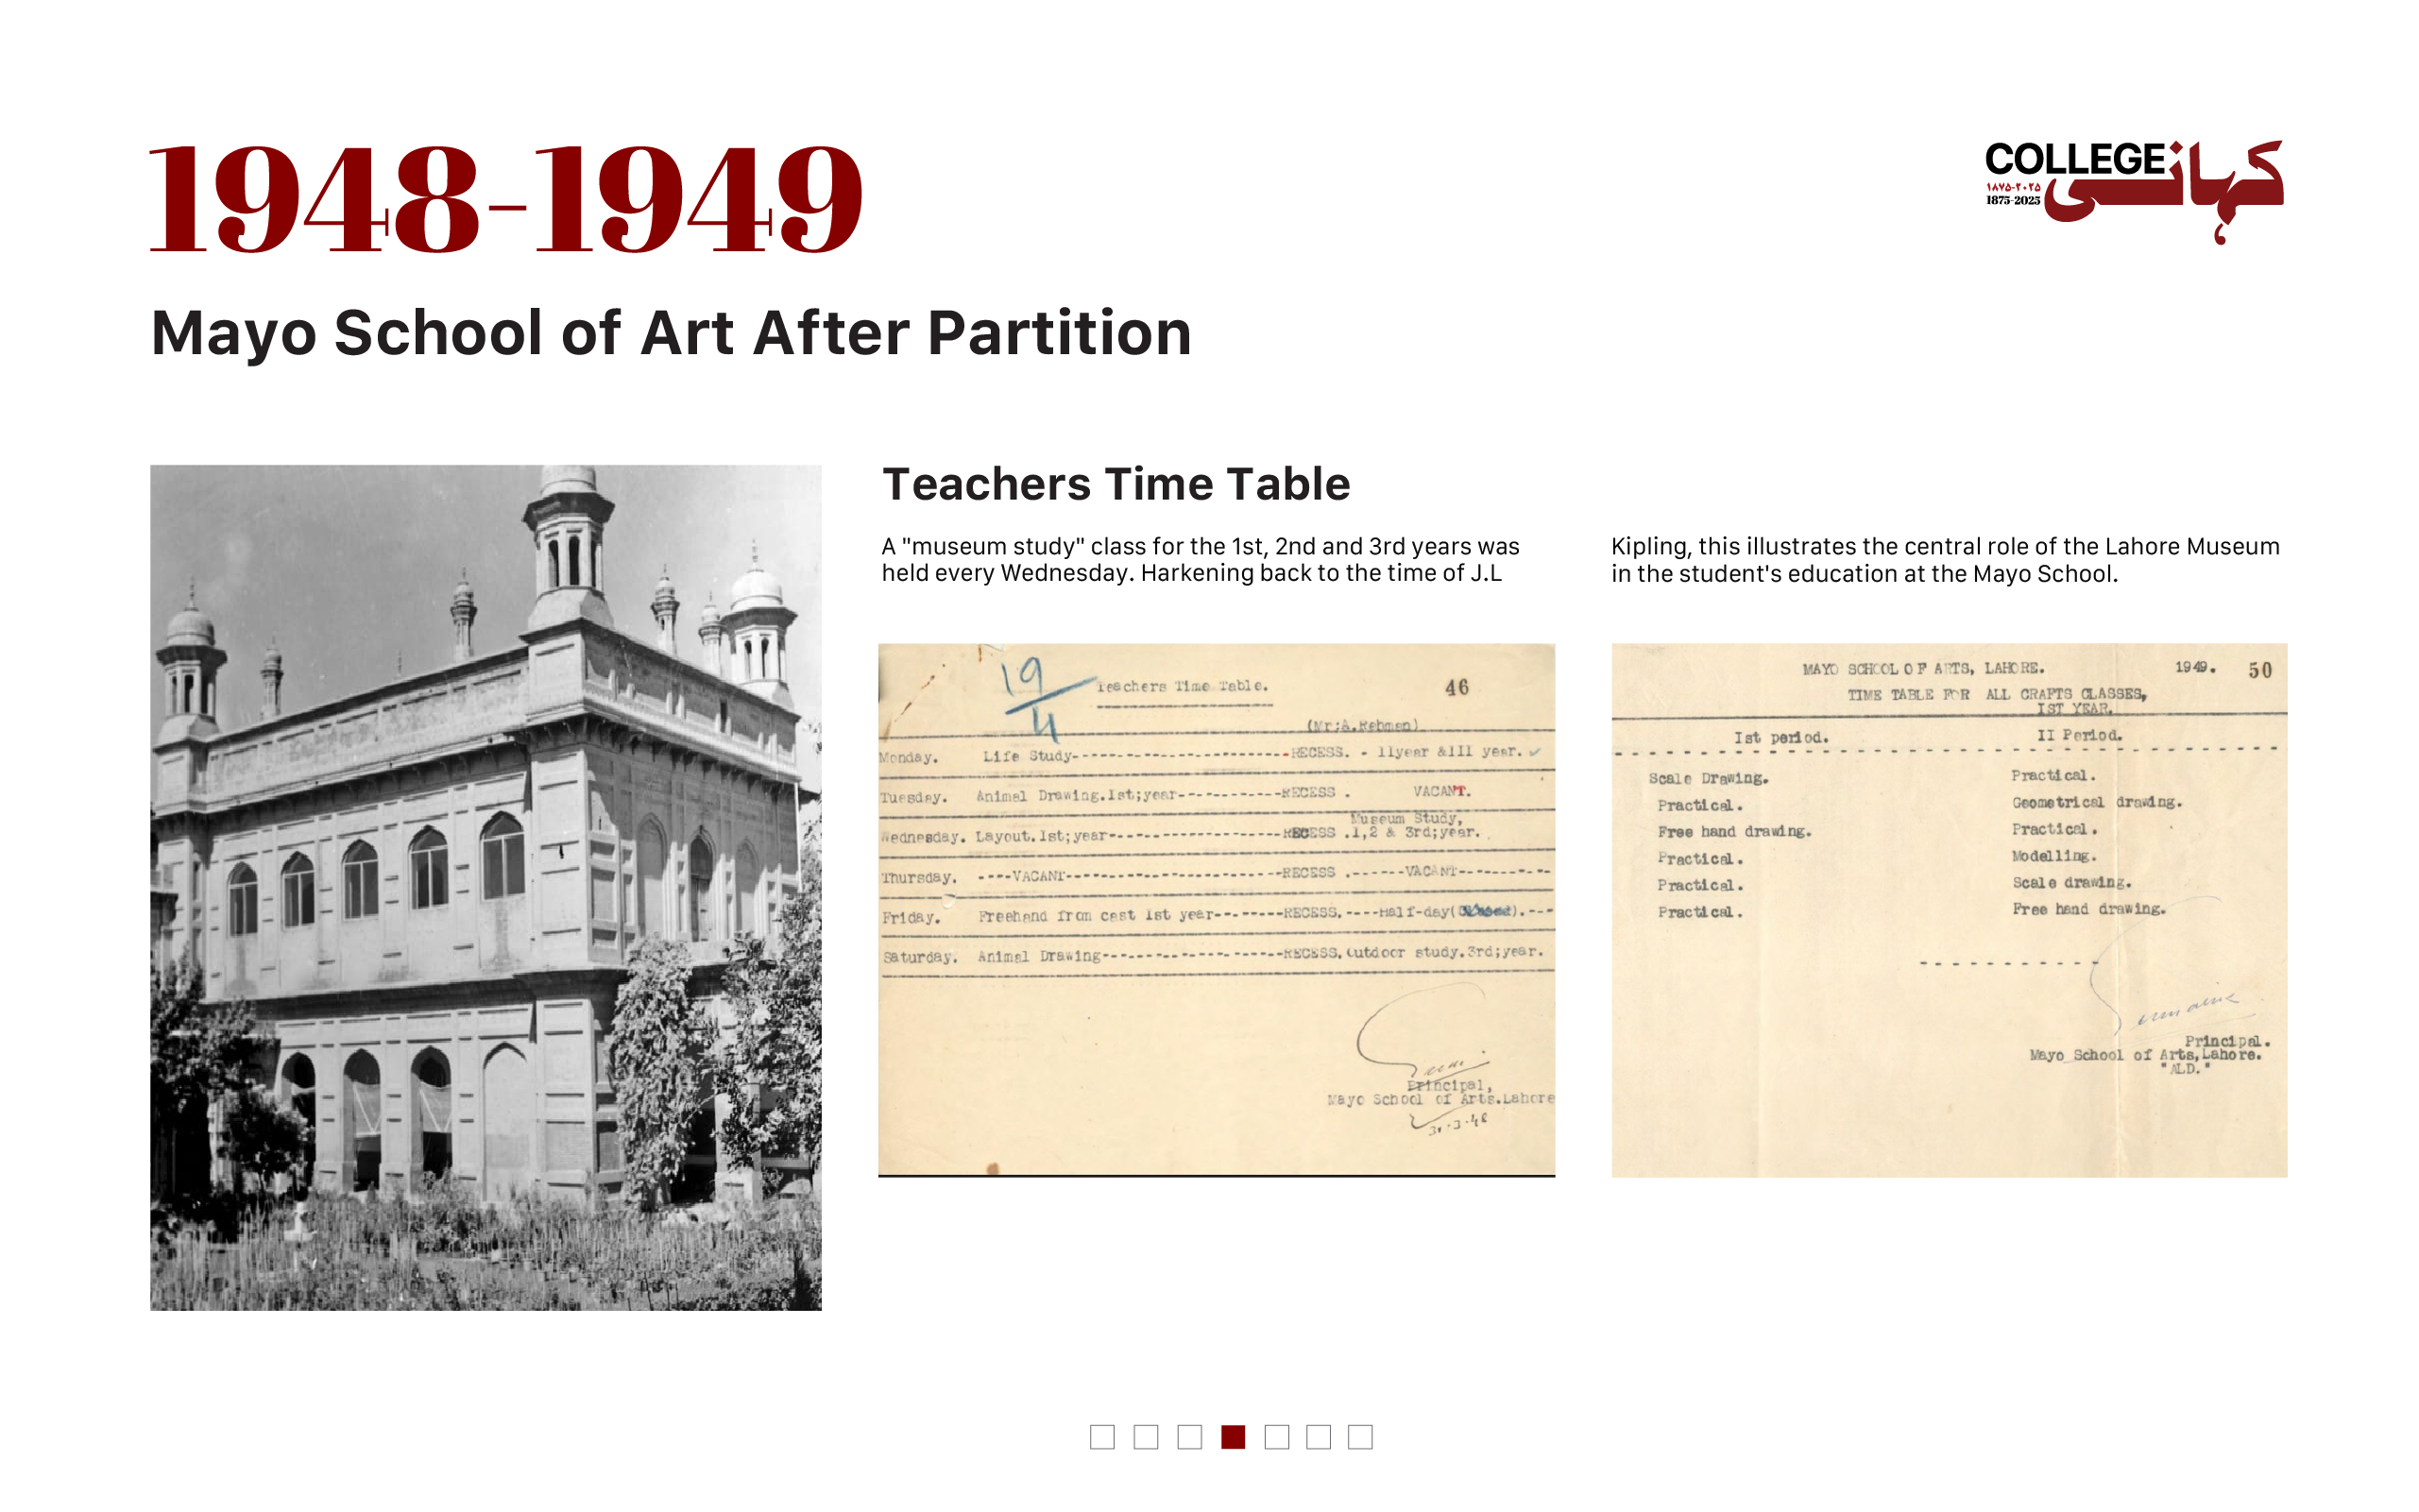 1948-1949
COLLEGE کہانی
۱۸۷۵-۲۰۲۵
1875-2025
Mayo School of Art After Partition
Teachers Time Table
A "museum study" class for the 1st, 2nd and 3rd years was
held every Wednesday. Harkening back to the time of J.L
Kipling, this illustrates the central role of the Lahore Museum
in the student's education at the Mayo School.
19/4
Teachers Time Table.
46
(Mr;A.Rehman)
Monday. Life Study-----------------------RECESS. - 11year &III year.
Tuesday. Animal Drawing.Ist;year------------RECESS . VACANT.
Museum Study,
Wednesday. Layout.1st;year-------------------RECESS .1,2 & 3rd;year.
Thursday. ----VACANT------------------------RECESS .------VACANT----------
Friday. Freehand from cast 1st year--------RECESS.----Half-day( ).---
Saturday. Animal Drawing--------------------RECESS. Outdoor study.3rd;year.
Principal,
Mayo School of Arts.Lahore
31-3-48
MAYO SCHOOL OF ARTS, LAHORE. 1949. 50
TIME TABLE FOR ALL CRAFTS CLASSES,
IST YEAR.
Ist period. II Period.
Scale Drawing. Practical.
Practical. Geometrical drawing.
Free hand drawing. Practical.
Practical. Modelling.
Practical. Scale drawing.
Practical. Free hand drawing.
Principal.
Mayo School of Arts,Lahore.
"ALD."